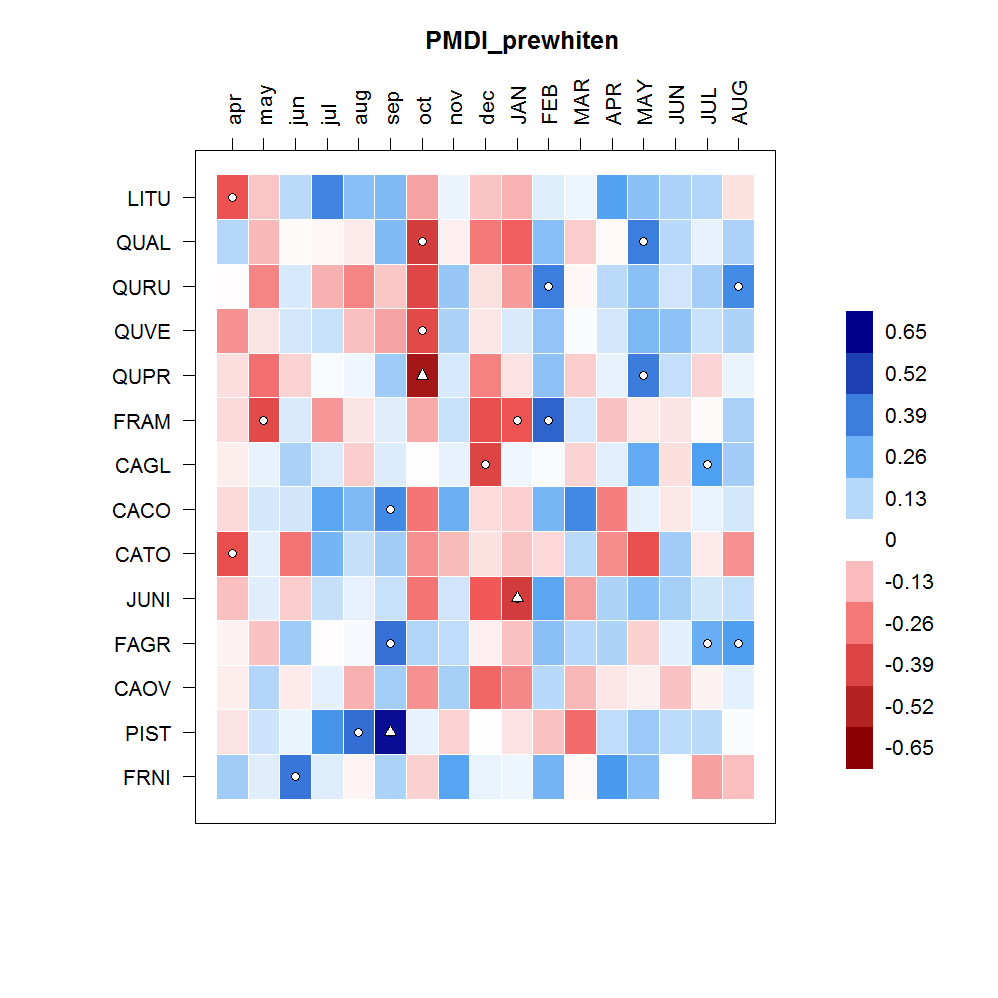 PMDI_prewhiten
apr may jun jul aug sep oct nov dec JAN FEB MAR APR MAY JUN JUL AUG
LITU
QUAL
QURU
QUVE
QUPR
FRAM
CAGL
CACO
CATO
JUNI
FAGR
CAOV
PIST
FRNI
0.65
0.52
0.39
0.26
0.13
0
-0.13
-0.26
-0.39
-0.52
-0.65